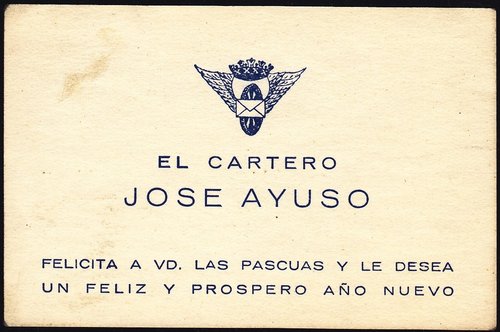 EL CARTERO
JOSE AYUSO
FELICITA A VD. LAS PASCUAS Y LE DESEA
UN FELIZ Y PROSPERO AÑO NUEVO